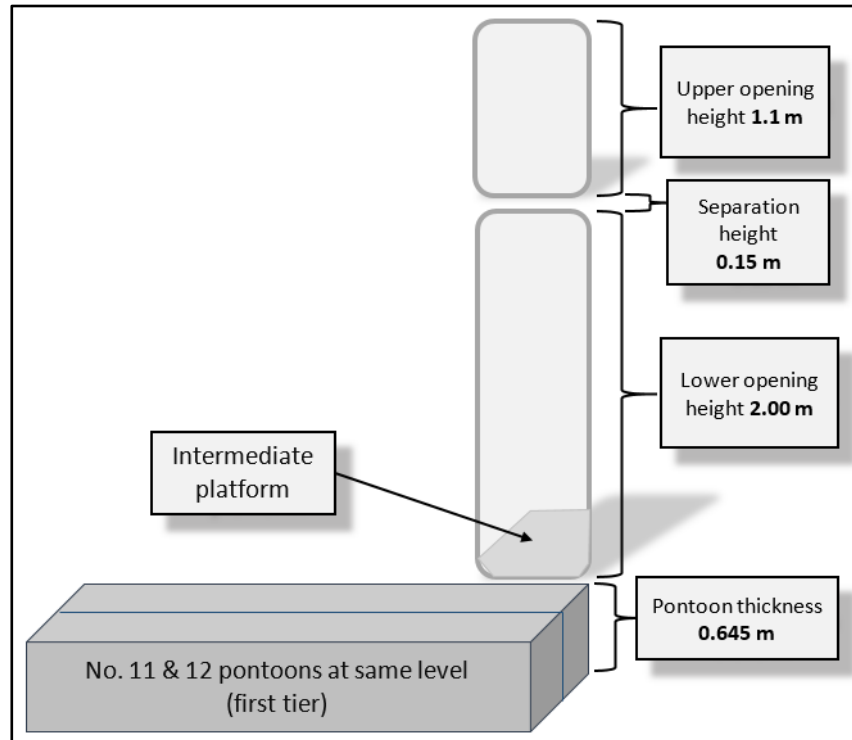 Upper opening
height 1.1 m
Separation
height
0.15 m
Lower opening
height 2.00 m
Intermediate
platform
Pontoon thickness
0.645 m
No. 11 & 12 pontoons at same level
(first tier)